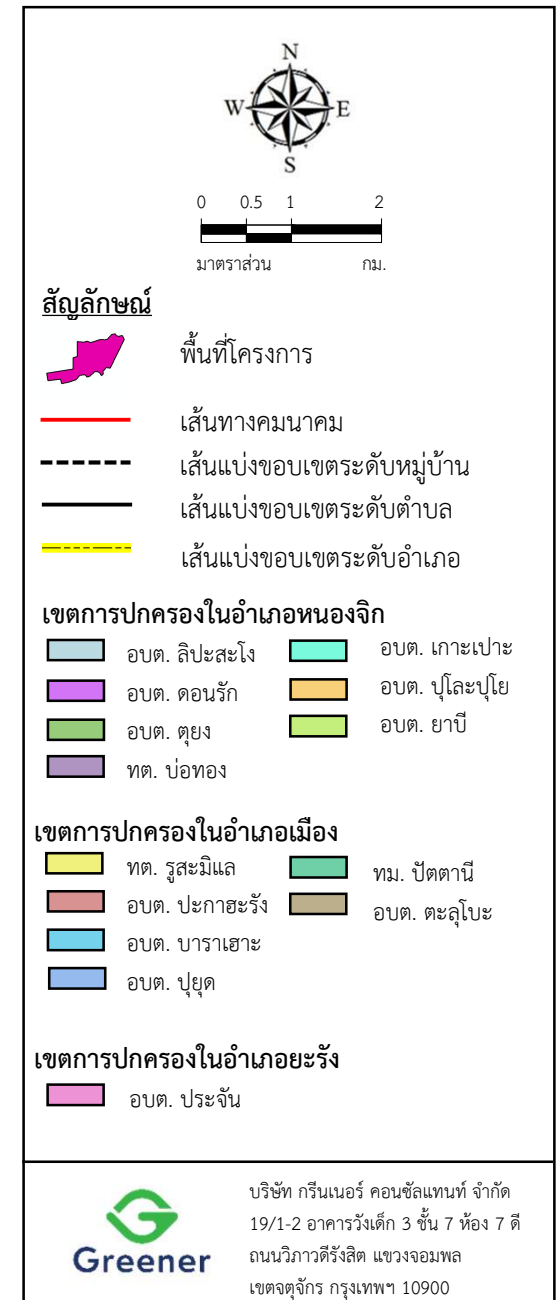 N
W E
S
0 0.5 1 2
มาตราส่วน กม.
สัญลักษณ์
พื้นที่โครงการ
เส้นทางคมนาคม
เส้นแบ่งขอบเขตระดับหมู่บ้าน
เส้นแบ่งขอบเขตระดับตำบล
เส้นแบ่งขอบเขตระดับอำเภอ
เขตการปกครองในอำเภอหนองจิก
อบต. ลิปะสะโง อบต. เกาะเปาะ
อบต. ดอนรัก อบต. ปุโละปุโย
อบต. ตุยง อบต. ยาบี
ทต. บ่อทอง
เขตการปกครองในอำเภอเมือง
ทต. รูสะมิแล ทม. ปัตตานี
อบต. ปะกาฮะรัง อบต. ตะลุโบะ
อบต. บาราเฮาะ
อบต. ปุยุด
เขตการปกครองในอำเภอยะรัง
อบต. ประจัน
Greener
บริษัท กรีนเนอร์ คอนซัลแทนท์ จำกัด
19/1-2 อาคารวังเด็ก 3 ชั้น 7 ห้อง 7 ดี
ถนนวิภาวดีรังสิต แขวงจอมพล
เขตจตุจักร กรุงเทพฯ 10900